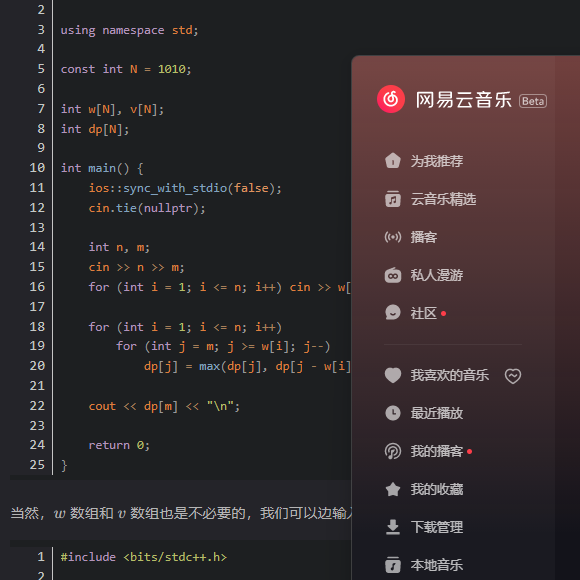 2
3 using namespace std;
4
5 const int N = 1010;
6
7 int w[N], v[N];
8 int dp[N];
9
10 int main() {
11 ios::sync_with_stdio(false);
12 cin.tie(nullptr);
13
14 int n, m;
15 cin >> n >> m;
16 for (int i = 1; i <= n; i++) cin >> w[
17
18 for (int i = 1; i <= n; i++)
19 for (int j = m; j >= w[i]; j--)
20 dp[j] = max(dp[j], dp[j - w[i]
21
22 cout << dp[m] << "\n";
23
24 return 0;
25 }
当然，w 数组和 v 数组也是不必要的，我们可以边输入
1 #include <bits/stdc++.h>
2
网易云音乐 Beta
为我推荐
云音乐精选
播客
私人漫游
社区
我喜欢的音乐
最近播放
我的播客
我的收藏
下载管理
本地音乐